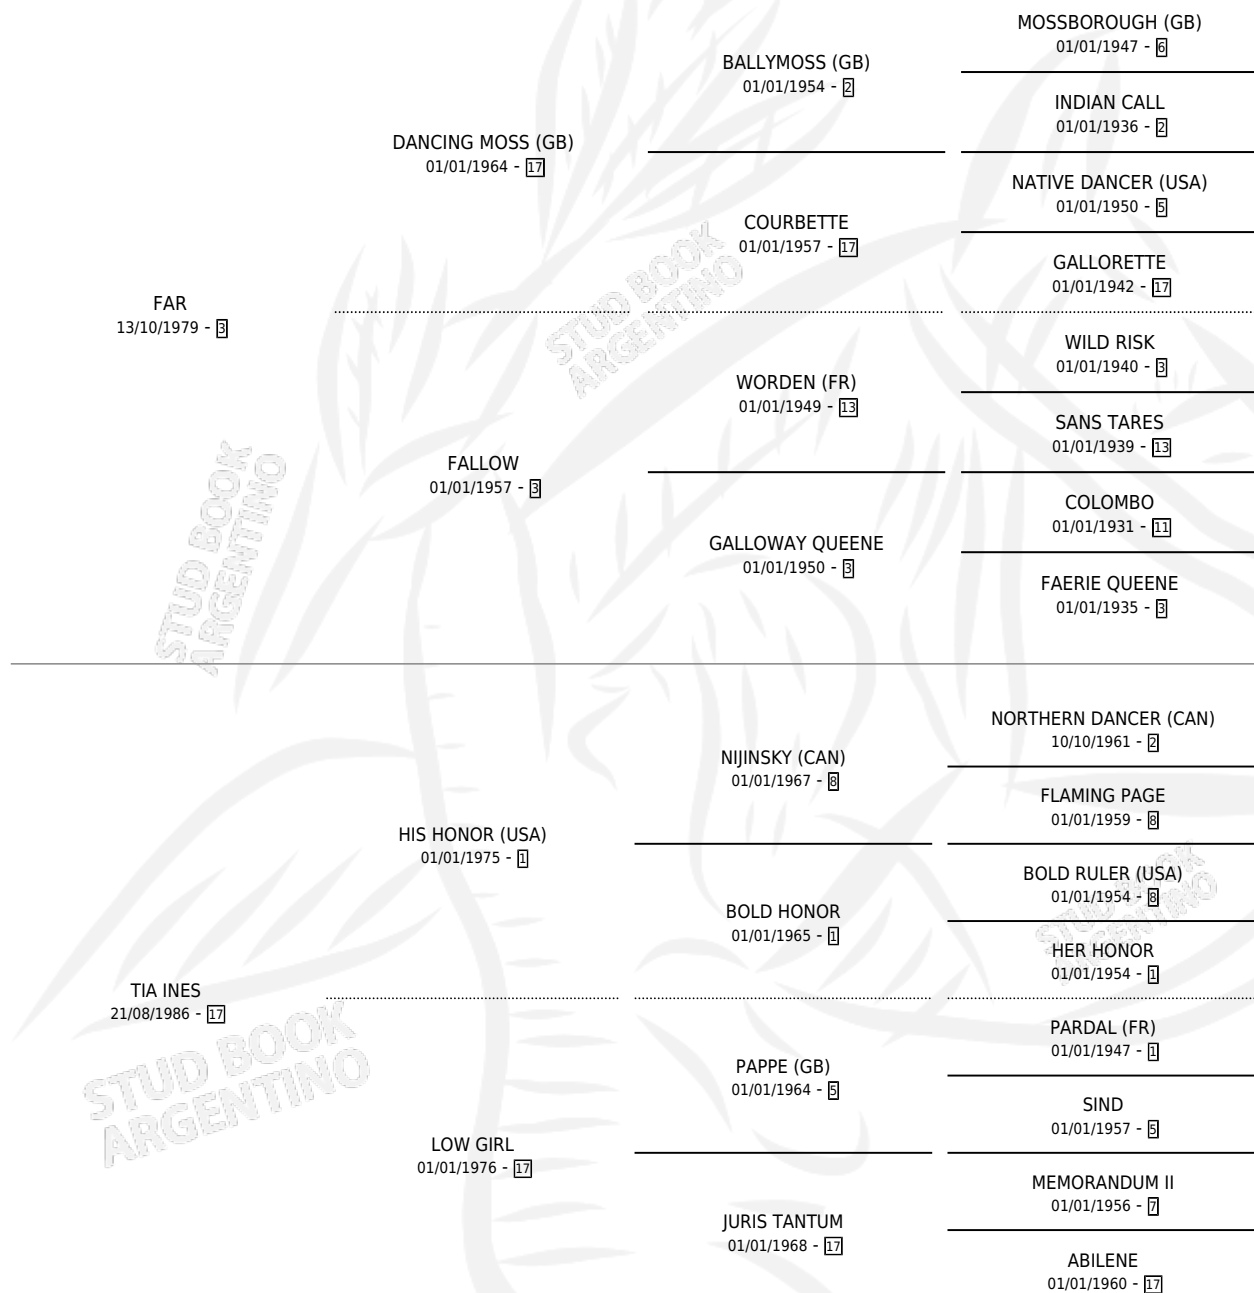 MOSSBOROUGH (GB)
01/01/1947 - 6
BALLYMOSS (GB)
01/01/1954 - 2
INDIAN CALL
01/01/1936 - 2
DANCING MOSS (GB)
01/01/1964 - 17
NATIVE DANCER (USA)
01/01/1950 - 5
COURBETTE
01/01/1957 - 17
GALLORETTE
01/01/1942 - 17
FAR
13/10/1979 - 3
WILD RISK
01/01/1940 - 3
WORDEN (FR)
01/01/1949 - 13
SANS TARES
01/01/1939 - 13
FALLOW
01/01/1957 - 3
COLOMBO
01/01/1931 - 11
GALLOWAY QUEENE
01/01/1950 - 3
FAERIE QUEENE
01/01/1935 - 3
NORTHERN DANCER (CAN)
10/10/1961 - 2
NIJINSKY (CAN)
01/01/1967 - 8
FLAMING PAGE
01/01/1959 - 8
HIS HONOR (USA)
01/01/1975 - 1
BOLD RULER (USA)
01/01/1954 - 8
BOLD HONOR
01/01/1965 - 1
HER HONOR
01/01/1954 - 1
TIA INES
21/08/1986 - 17
PARDAL (FR)
01/01/1947 - 1
PAPPE (GB)
01/01/1964 - 5
SIND
01/01/1957 - 5
LOW GIRL
01/01/1976 - 17
MEMORANDUM II
01/01/1956 - 7
JURIS TANTUM
01/01/1968 - 17
ABILENE
01/01/1960 - 17
STUD BOOK
ARGENTINO
STUD BOOK
ARGENTINO
STUD BOOK
ARGENTINO
STUD BOOK
ARGENTINO